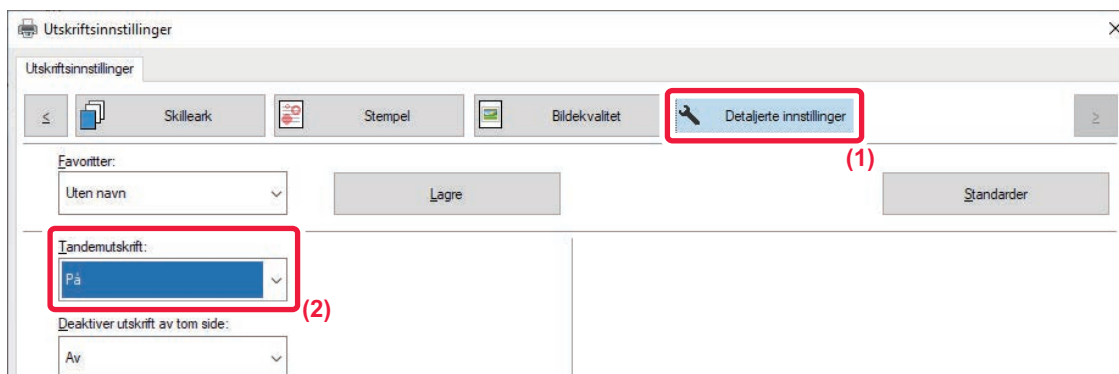 Utskriftsinnstillinger
Utskriftsinnstillinger
< Skilleark Stempel Bildekvalitet Detaljerte innstillinger >
(1)
Favoritter:
Uten navn Lagre Standarder
Tandemutskrift:
På
(2)
Deaktiver utskrift av tom side:
Av